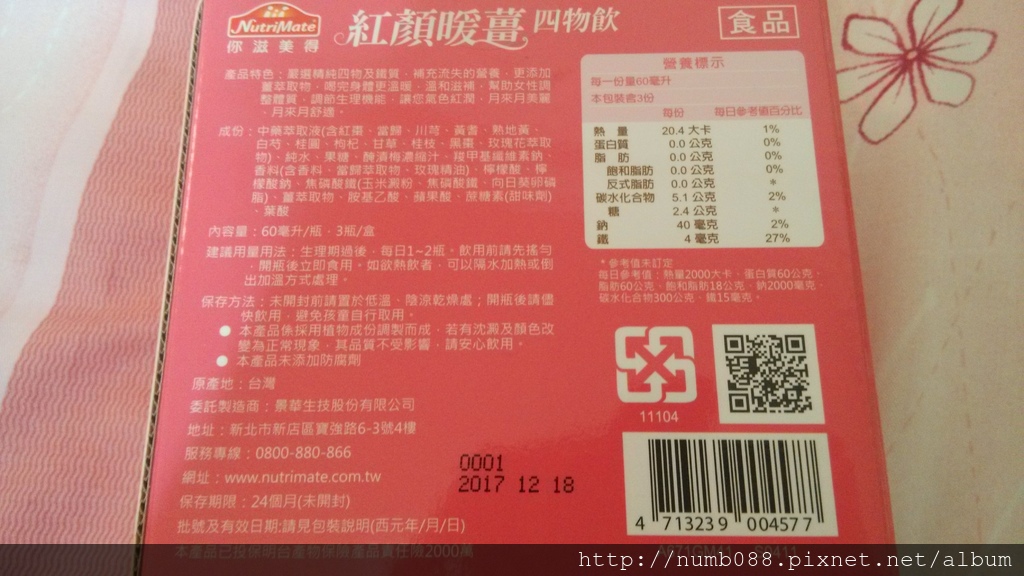 NutriMate
你滋美得
紅顏暖薑 四物飲
食品
產品特色：嚴選精純四物及鐵質，補充流失的營養，更添加
薑萃取物，喝完身體更溫暖，溫和滋補，幫助女性調
整體質，調節生理機能，讓您氣色紅潤，月來月美麗
、月來月舒適。
成份：中藥萃取液(含紅棗、當歸、川芎、黃耆、熟地黃、
白芍、桂圓、枸杞、甘草、桂枝、黑棗、玫瑰花萃取
物)、純水、果糖、醃漬梅濃縮汁、羧甲基纖維素鈉、
香料(含香料、當歸萃取物、玫瑰精油)、檸檬酸、檸
檬酸鈉、焦磷酸鐵(玉米澱粉、焦磷酸鐵、向日葵卵磷
脂)、薑萃取物、胺基乙酸、蘋果酸、蔗糖素(甜味劑)
、葉酸
內容量：60毫升/瓶，3瓶/盒
建議用量用法：生理期過後，每日1~2瓶。飲用前請先搖勻
，開瓶後立即食用。如欲熱飲者，可以隔水加熱或倒
出加溫方式處理。
保存方法：未開封前請置於低溫、陰涼乾燥處；開瓶後請儘
快飲用，避免孩童自行取用。
● 本產品係採用植物成份調製而成，若有沈澱及顏色改
變為正常現象，其品質不受影響，請安心飲用。
● 本產品未添加防腐劑
原產地：台灣
委託製造商：景華生技股份有限公司
地址：新北市新店區寶強路6-3號4樓
服務專線：0800-880-866
網址：www.nutrimate.com.tw
保存期限：24個月(未開封)
批號及有效日期:請見包裝說明(西元年/月/日)
本產品已投保明台產物保險產品責任險2000萬
0001
2017 12 18
營養標示
每一份量60毫升
本包裝含3份
每份 每日參考值百分比
熱 量 20.4 大卡 1%
蛋白質 0.0 公克 0%
脂 肪 0.0 公克 0%
飽和脂肪 0.0 公克 0%
反式脂肪 0.0 公克 *
碳水化合物 5.1 公克 2%
糖 2.4 公克 *
鈉 40 毫克 2%
鐵 4 毫克 27%
*參考值未訂定
每日參考值：熱量2000大卡、蛋白質60公克、
脂肪60公克、飽和脂肪18公克、鈉2000毫克、
碳水化合物300公克、鐵15毫克。
11104
4 713239 004577
http://numb088.pixnet.net/album